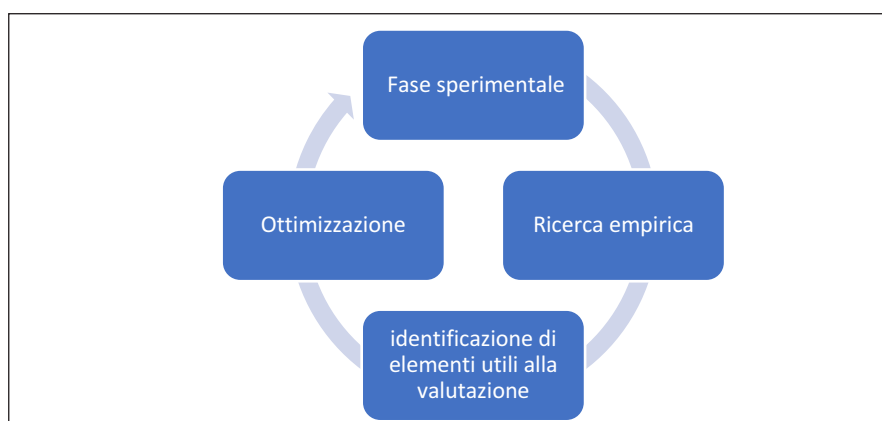 Fase sperimentale
Ricerca empirica
identificazione di
elementi utili alla
valutazione
Ottimizzazione